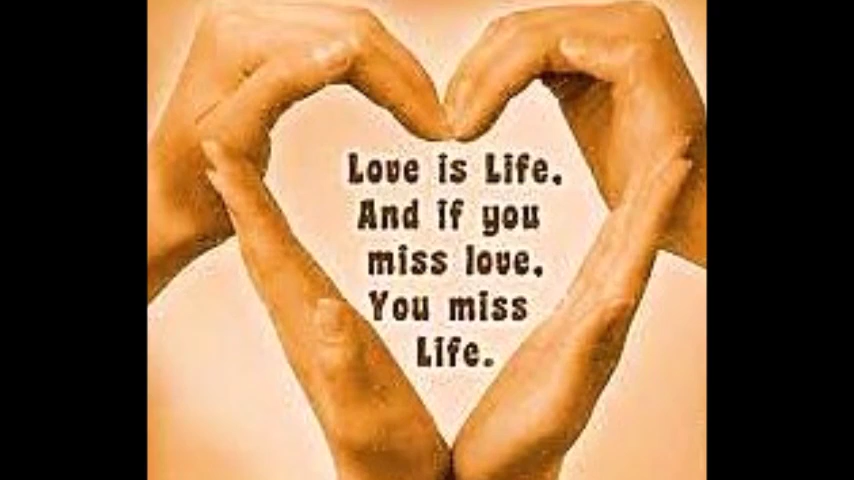 Love is Life.
And if you
miss love.
You miss
Life.